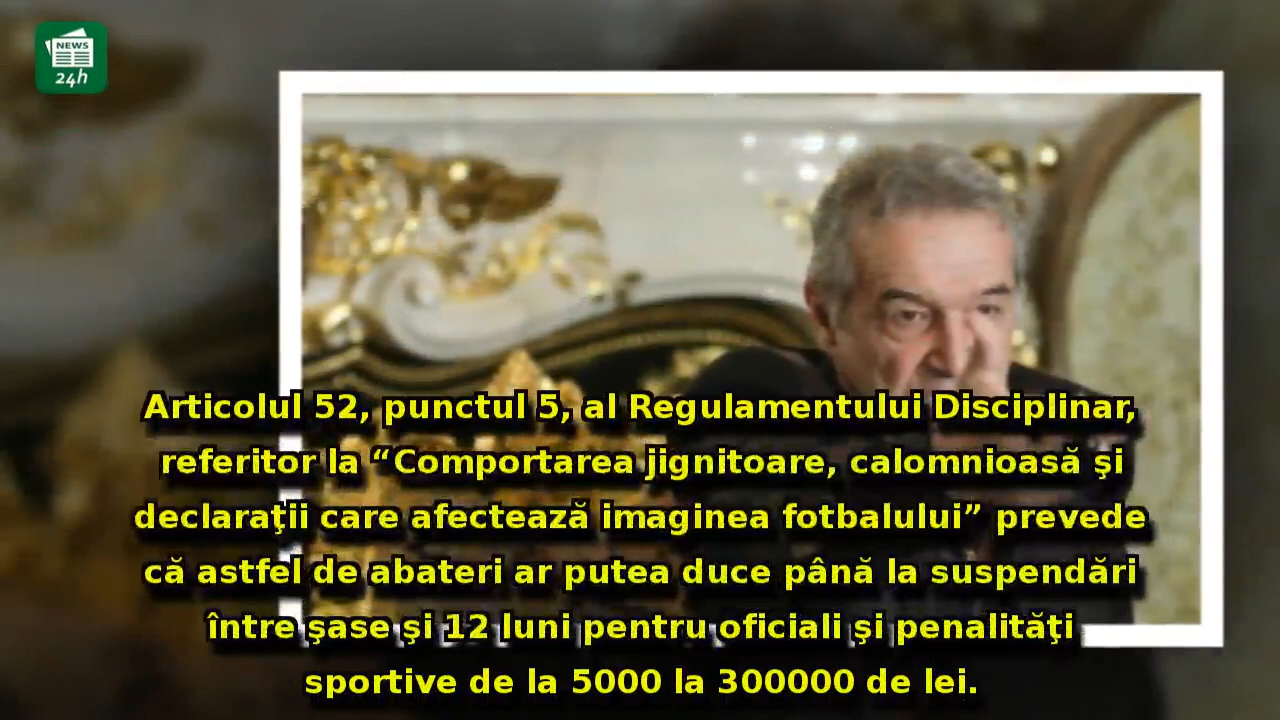 NEWS
24h
Articolul 52, punctul 5, al Regulamentului Disciplinar,
referitor la “Comportarea jignitoare, calomnioasă şi
declaraţii care afectează imaginea fotbalului” prevede
că astfel de abateri ar putea duce până la suspendări
între şase şi 12 luni pentru oficiali şi penalităţi
sportive de la 5000 la 300000 de lei.